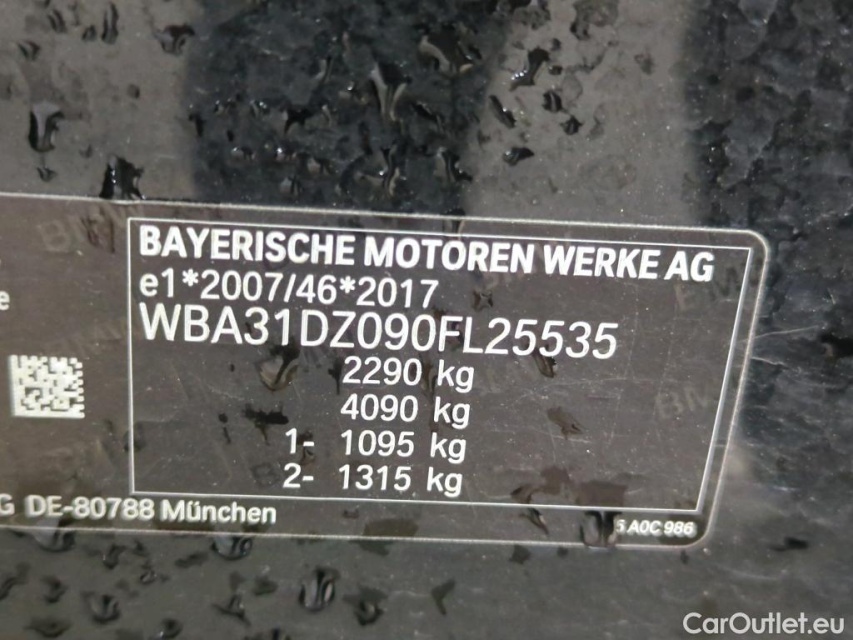 BAYERISCHE MOTOREN WERKE AG
e1*2007/46*2017
WBA31DZ090FL25535
2290 kg
4090 kg
1- 1095 kg
2- 1315 kg
e
G DE-80788 München
5 A0C 986
CarOutlet.eu